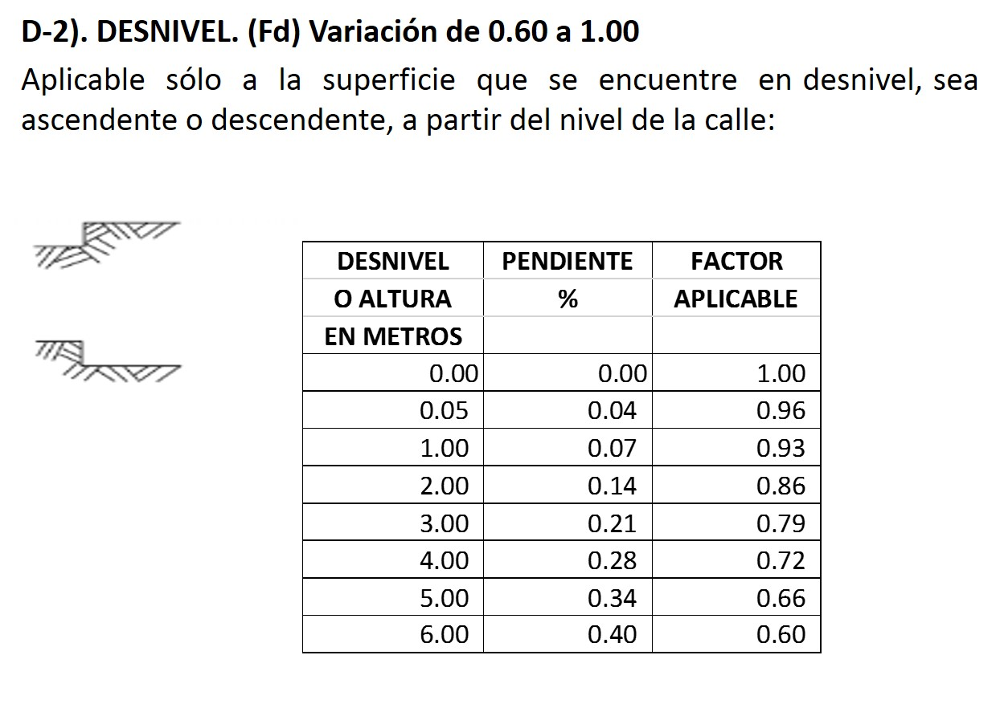 D-2). DESNIVEL. (Fd) Variación de 0.60 a 1.00
Aplicable sólo a la superficie que se encuentre en desnivel, sea
ascendente o descendente, a partir del nivel de la calle:
DESNIVEL PENDIENTE FACTOR
O ALTURA % APLICABLE
EN METROS
0.00 0.00 1.00
0.05 0.04 0.96
1.00 0.07 0.93
2.00 0.14 0.86
3.00 0.21 0.79
4.00 0.28 0.72
5.00 0.34 0.66
6.00 0.40 0.60